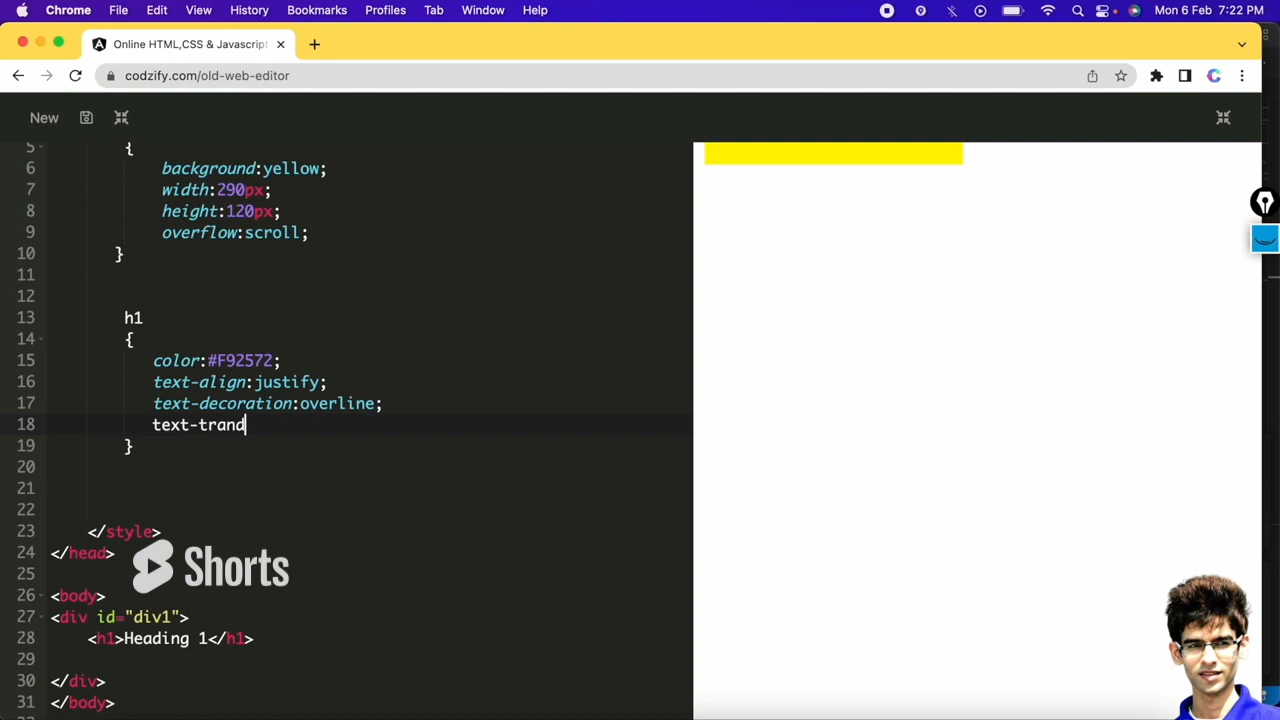 Chrome File Edit View History Bookmarks Profiles Tab Window Help Mon 6 Feb 7:22 PM
Online HTML,CSS & Javascript
codzify.com/old-web-editor
New
5 {
6 background:yellow;
7 width:290px;
8 height:120px;
9 overflow:scroll;
10 }
11
12
13 h1
14 {
15 color:#F92572;
16 text-align:justify;
17 text-decoration:overline;
18 text-trand
19 }
20
21
22
23 </style>
24 </head>
25
Shorts
26 <body>
27 <div id="div1">
28 <h1>Heading 1</h1>
29
30 </div>
31 </body>